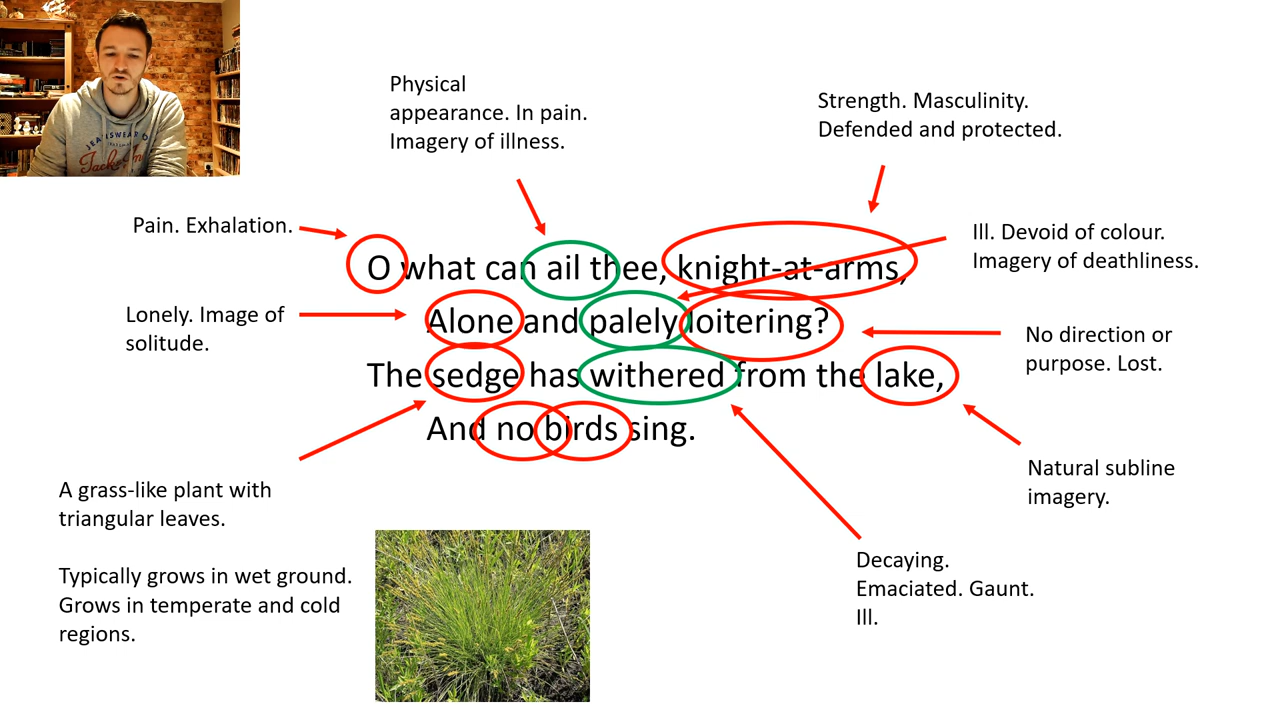 Physical
appearance. In pain.
Imagery of illness.
Strength. Masculinity.
Defended and protected.
Pain. Exhalation.
Ill. Devoid of colour.
Imagery of deathliness.
O what can ail thee, knight-at-arms,
Alone and palely loitering?
The sedge has withered from the lake,
And no birds sing.
Lonely. Image of
solitude.
No direction or
purpose. Lost.
A grass-like plant with
triangular leaves.
Typically grows in wet ground.
Grows in temperate and cold
regions.
Natural subline
imagery.
Decaying.
Emaciated. Gaunt.
Ill.